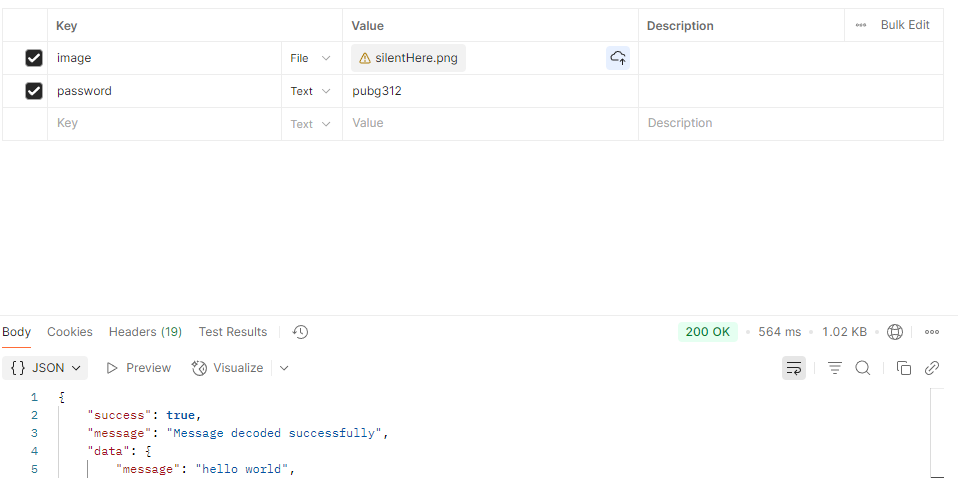 Key Value Description Bulk Edit
image File silentHere.png
password Text pubg312
Key Text Value Description
Body Cookies Headers (19) Test Results 200 OK • 564 ms • 1.02 KB
{} JSON Preview Visualize
1 {
2 "success": true,
3 "message": "Message decoded successfully",
4 "data": {
5 "message": "hello world",